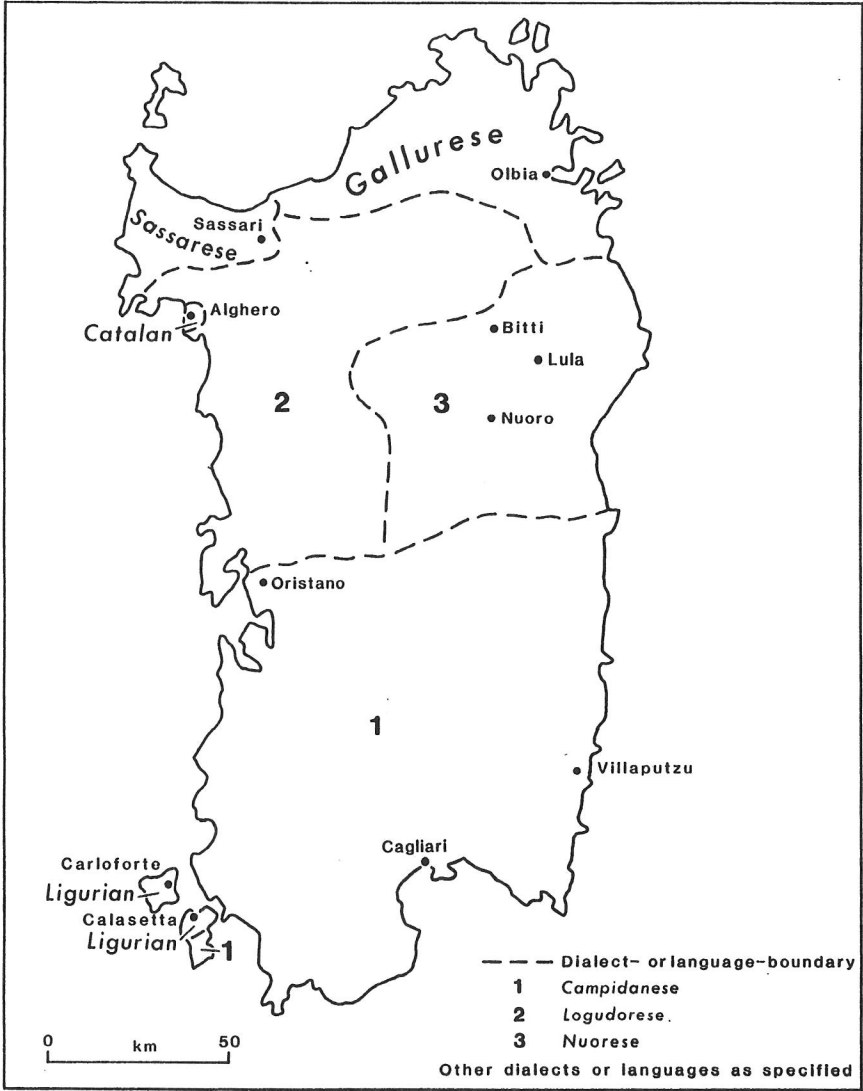 Gallurese
Olbia
Sassari
Sassarese
Alghero
Catalan
Bitti
Lula
2
3
Nuoro
Oristano
1
Villaputzu
Cagliari
Carloforte
Ligurian
Calasetta
Ligurian
1
Dialect- or language-boundary
1 Campidanese
2 Logudorese.
3 Nuorese
0 km 50
Other dialects or languages as specified